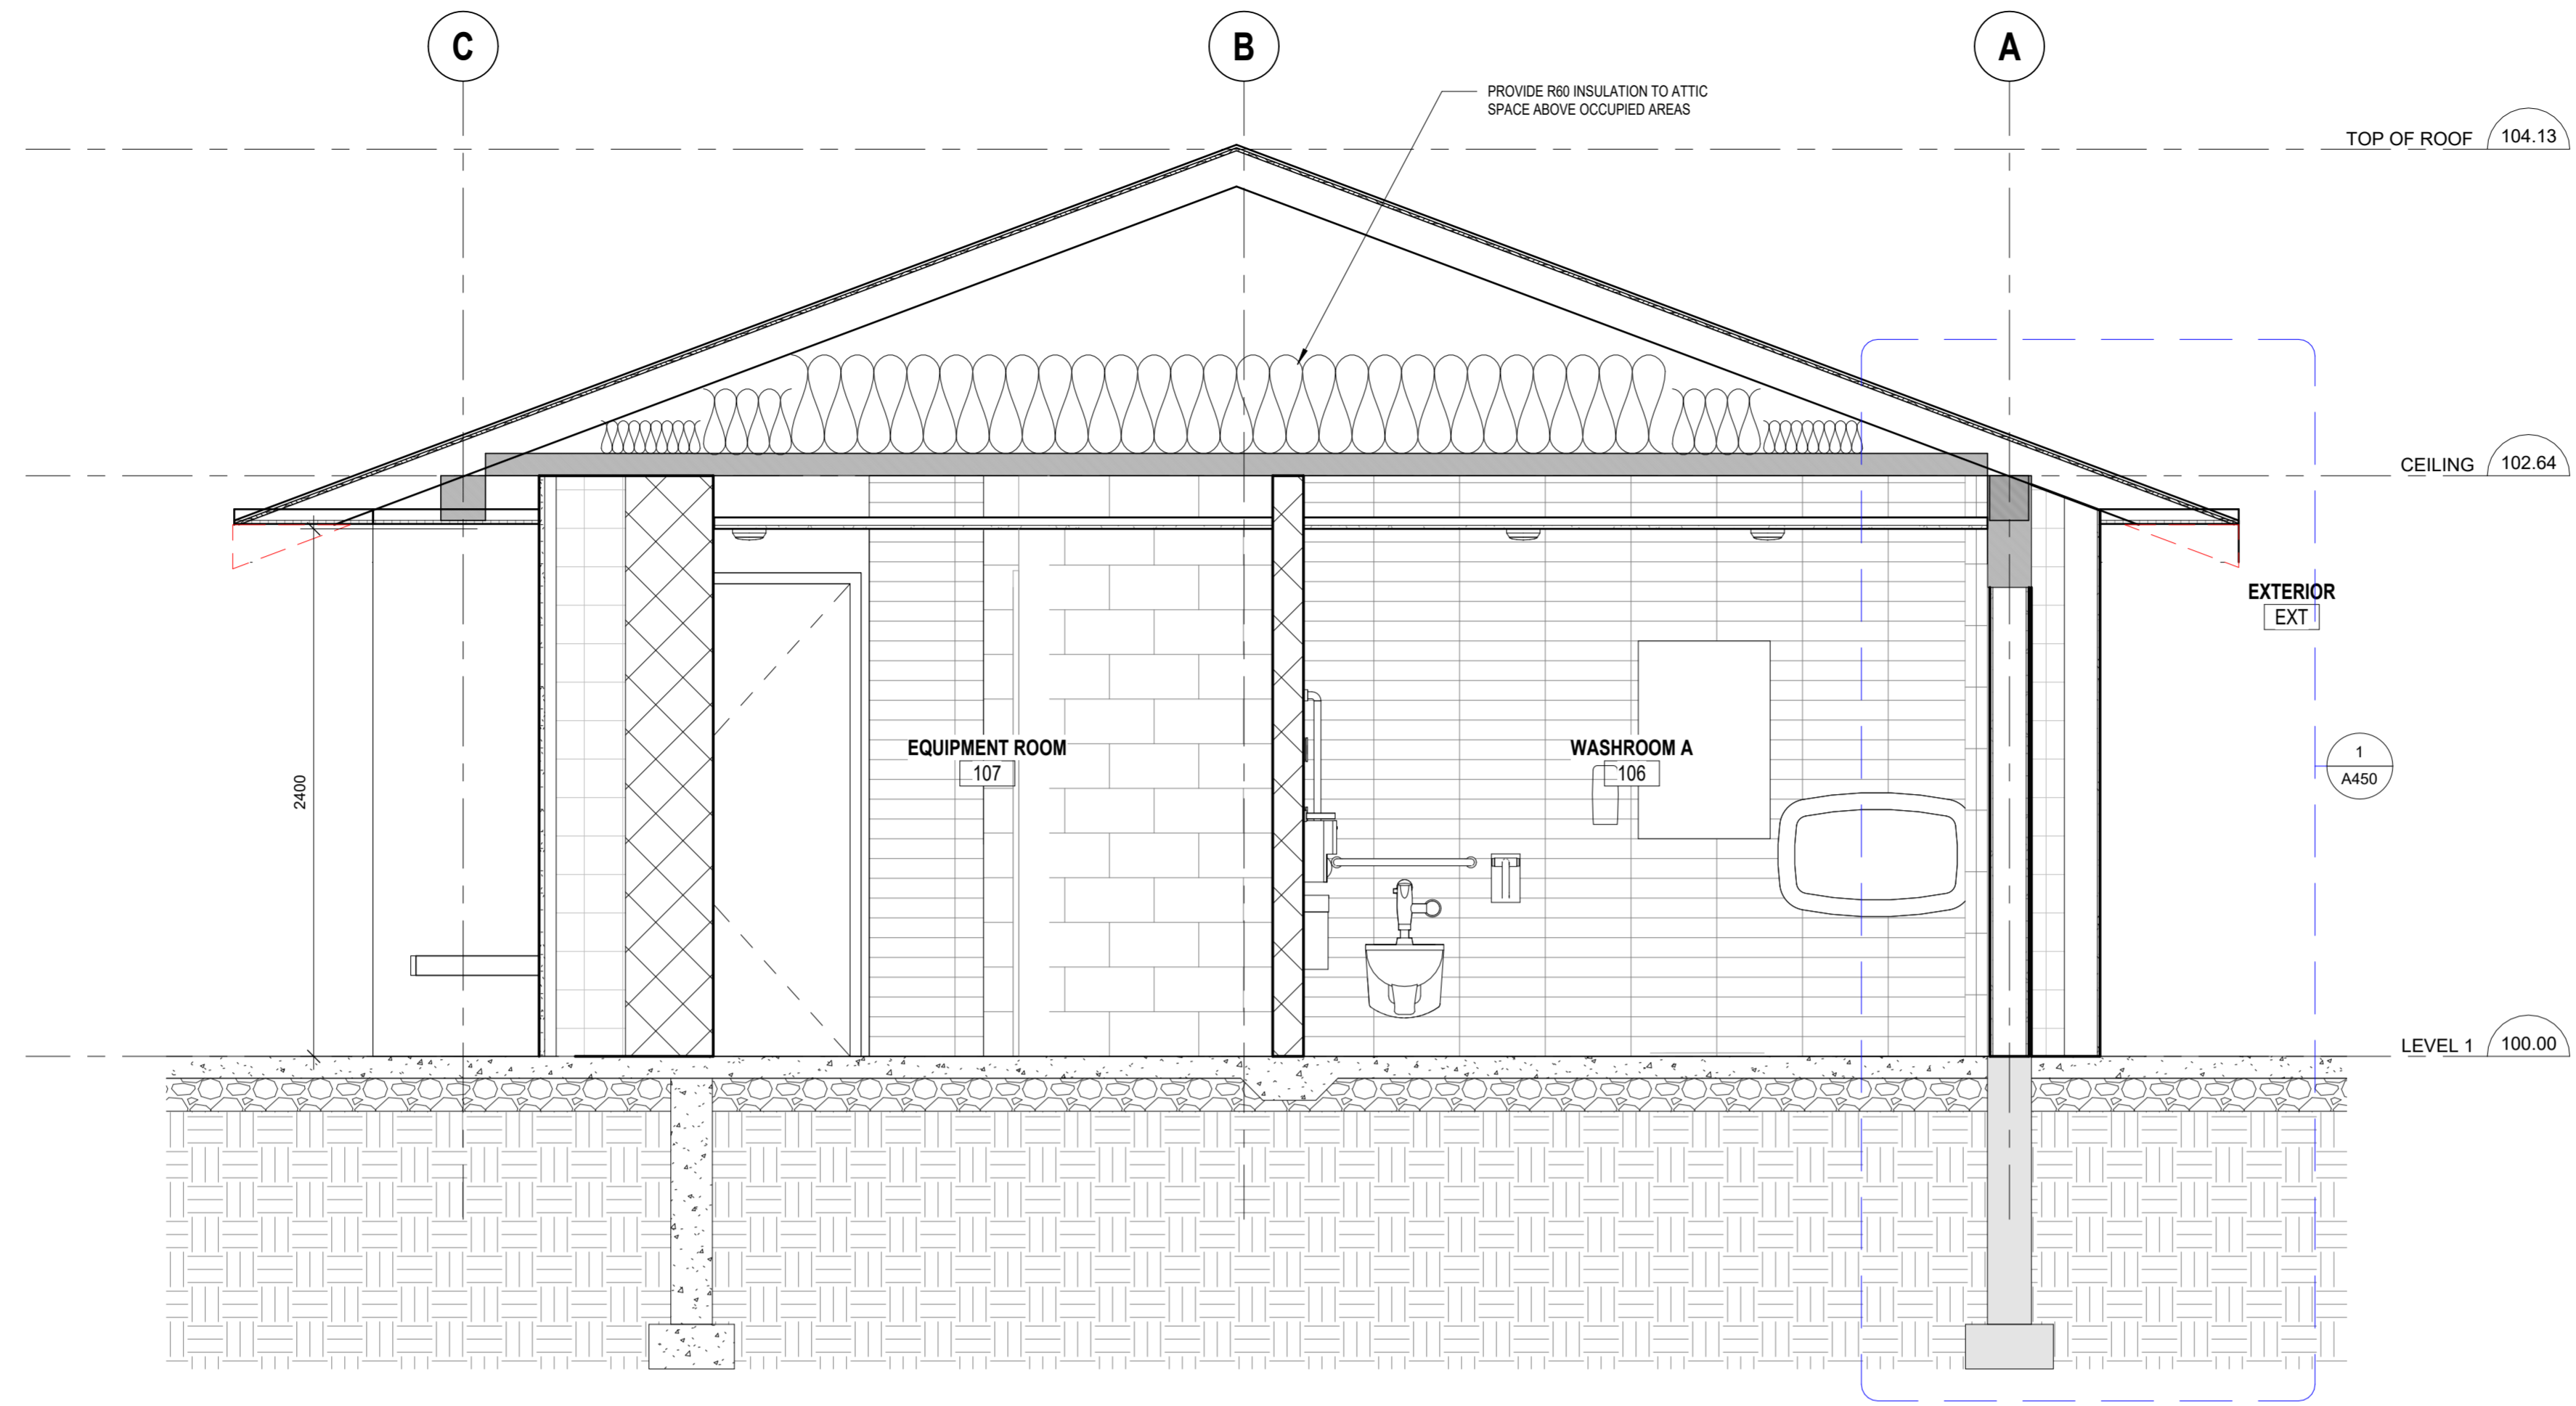 C
B
A
PROVIDE R60 INSULATION TO ATTIC
SPACE ABOVE OCCUPIED AREAS
TOP OF ROOF 104.13
CEILING 102.64
EXTERIOR
EXT
EQUIPMENT ROOM
107
WASHROOM A
106
1
A450
2400
LEVEL 1 100.00